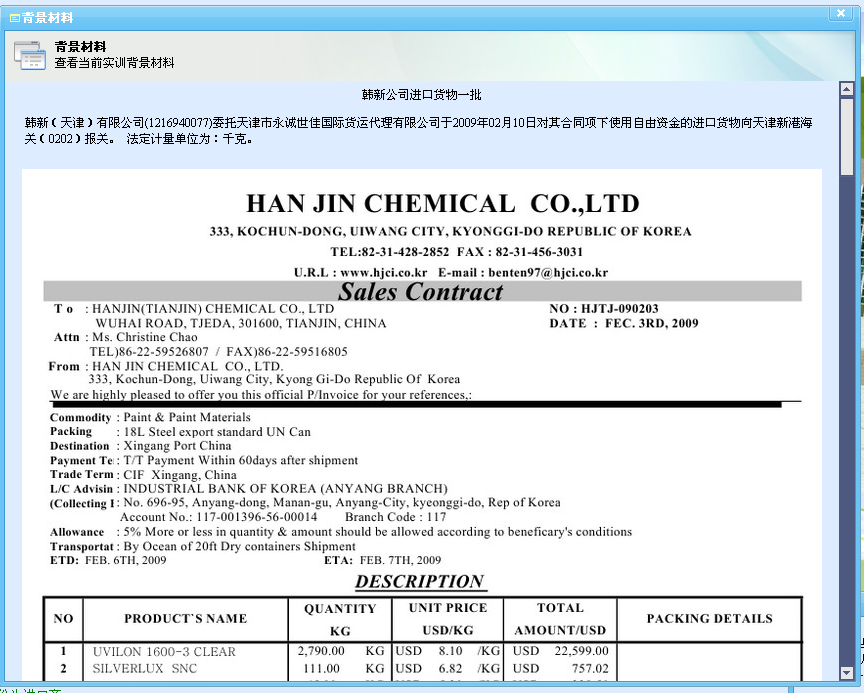 背景材料
背景材料
查看当前实训背景材料
韩新公司进口货物一批
韩新（天津）有限公司(1216940077)委托天津市永诚世佳国际货运代理有限公司于2009年02月10日对其合同项下使用自由资金的进口货物向天津新港海
关（0202）报关。 法定计量单位为：千克。
HAN JIN CHEMICAL CO.,LTD
333, KOCHUN-DONG, UIWANG CITY, KYONGGI-DO REPUBLIC OF KOREA
TEL:82-31-428-2852 FAX : 82-31-456-3031
U.R.L : www.hjci.co.kr E-mail : benten97@hjci.co.kr
Sales Contract
T o : HANJIN(TIANJIN) CHEMICAL CO., LTD NO : HJTJ-090203
WUHAI ROAD, TJEDA, 301600, TIANJIN, CHINA DATE : FEC. 3RD, 2009
Attn : Ms. Christine Chao
TEL)86-22-59526807 / FAX)86-22-59516805
From : HAN JIN CHEMICAL CO., LTD.
333, Kochun-Dong, Uiwang City, Kyong Gi-Do Republic Of Korea
We are highly pleased to offer you this official P/Invoice for your references,:
Commodity : Paint & Paint Materials
Packing : 18L Steel export standard UN Can
Destination : Xingang Port China
Payment Te : T/T Payment Within 60days after shipment
Trade Term : CIF Xingang, China
L/C Advisin : INDUSTRIAL BANK OF KOREA (ANYANG BRANCH)
(Collecting I : No. 696-95, Anyang-dong, Manan-gu, Anyang-City, kyeonggi-do, Rep of Korea
Account No.: 117-001396-56-00014 Branch Code : 117
Allowance : 5% More or less in quantity & amount should be allowed according to beneficary's conditions
Transportat : By Ocean of 20ft Dry containers Shipment
ETD: FEB. 6TH, 2009 ETA: FEB. 7TH, 2009
DESCRIPTION
NO PRODUCT`S NAME QUANTITY KG UNIT PRICE USD/KG TOTAL AMOUNT/USD PACKING DETAILS
1 UVILON 1600-3 CLEAR 2,790.00 KG USD 8.10 /KG USD 22,599.00
2 SILVERLUX SNC 111.00 KG USD 6.82 /KG USD 757.02